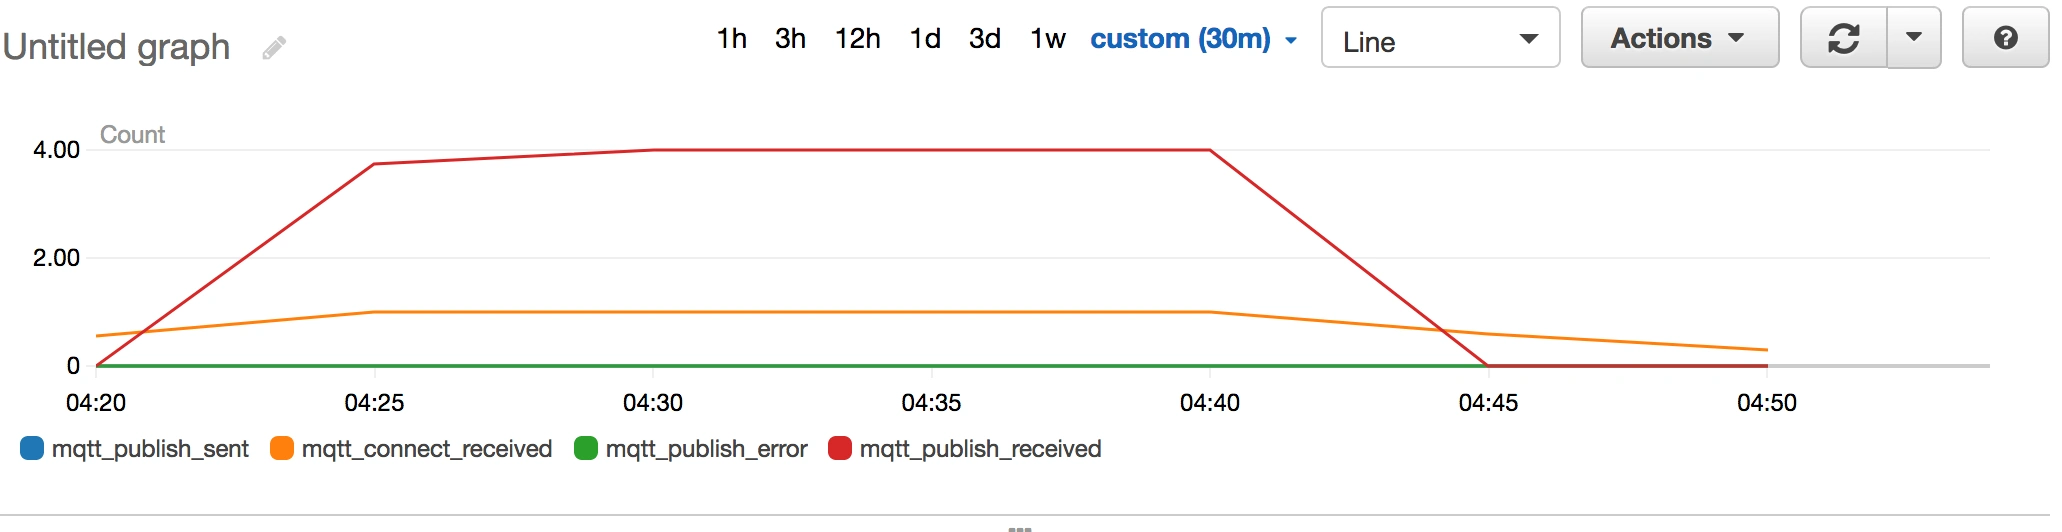 Untitled graph 1h 3h 12h 1d 3d 1w custom (30m) Line Actions ?
Count
4.00
2.00
0
04:20 04:25 04:30 04:35 04:40 04:45 04:50
mqtt_publish_sent mqtt_connect_received mqtt_publish_error mqtt_publish_received